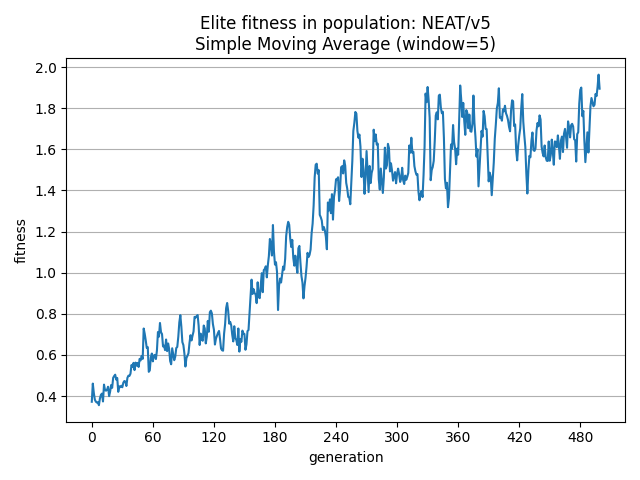 Elite fitness in population: NEAT/v5
Simple Moving Average (window=5)
2.0
1.8
1.6
1.4
1.2
1.0
0.8
0.6
0.4
fitness
0 60 120 180 240 300 360 420 480
generation